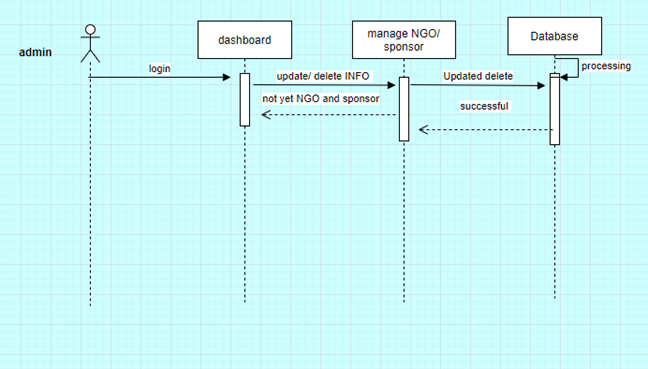 admin
dashboard
manage NGO/
sponsor
Database
login
update/ delete INFO
Updated delete
processing
not yet NGO and sponsor
successful